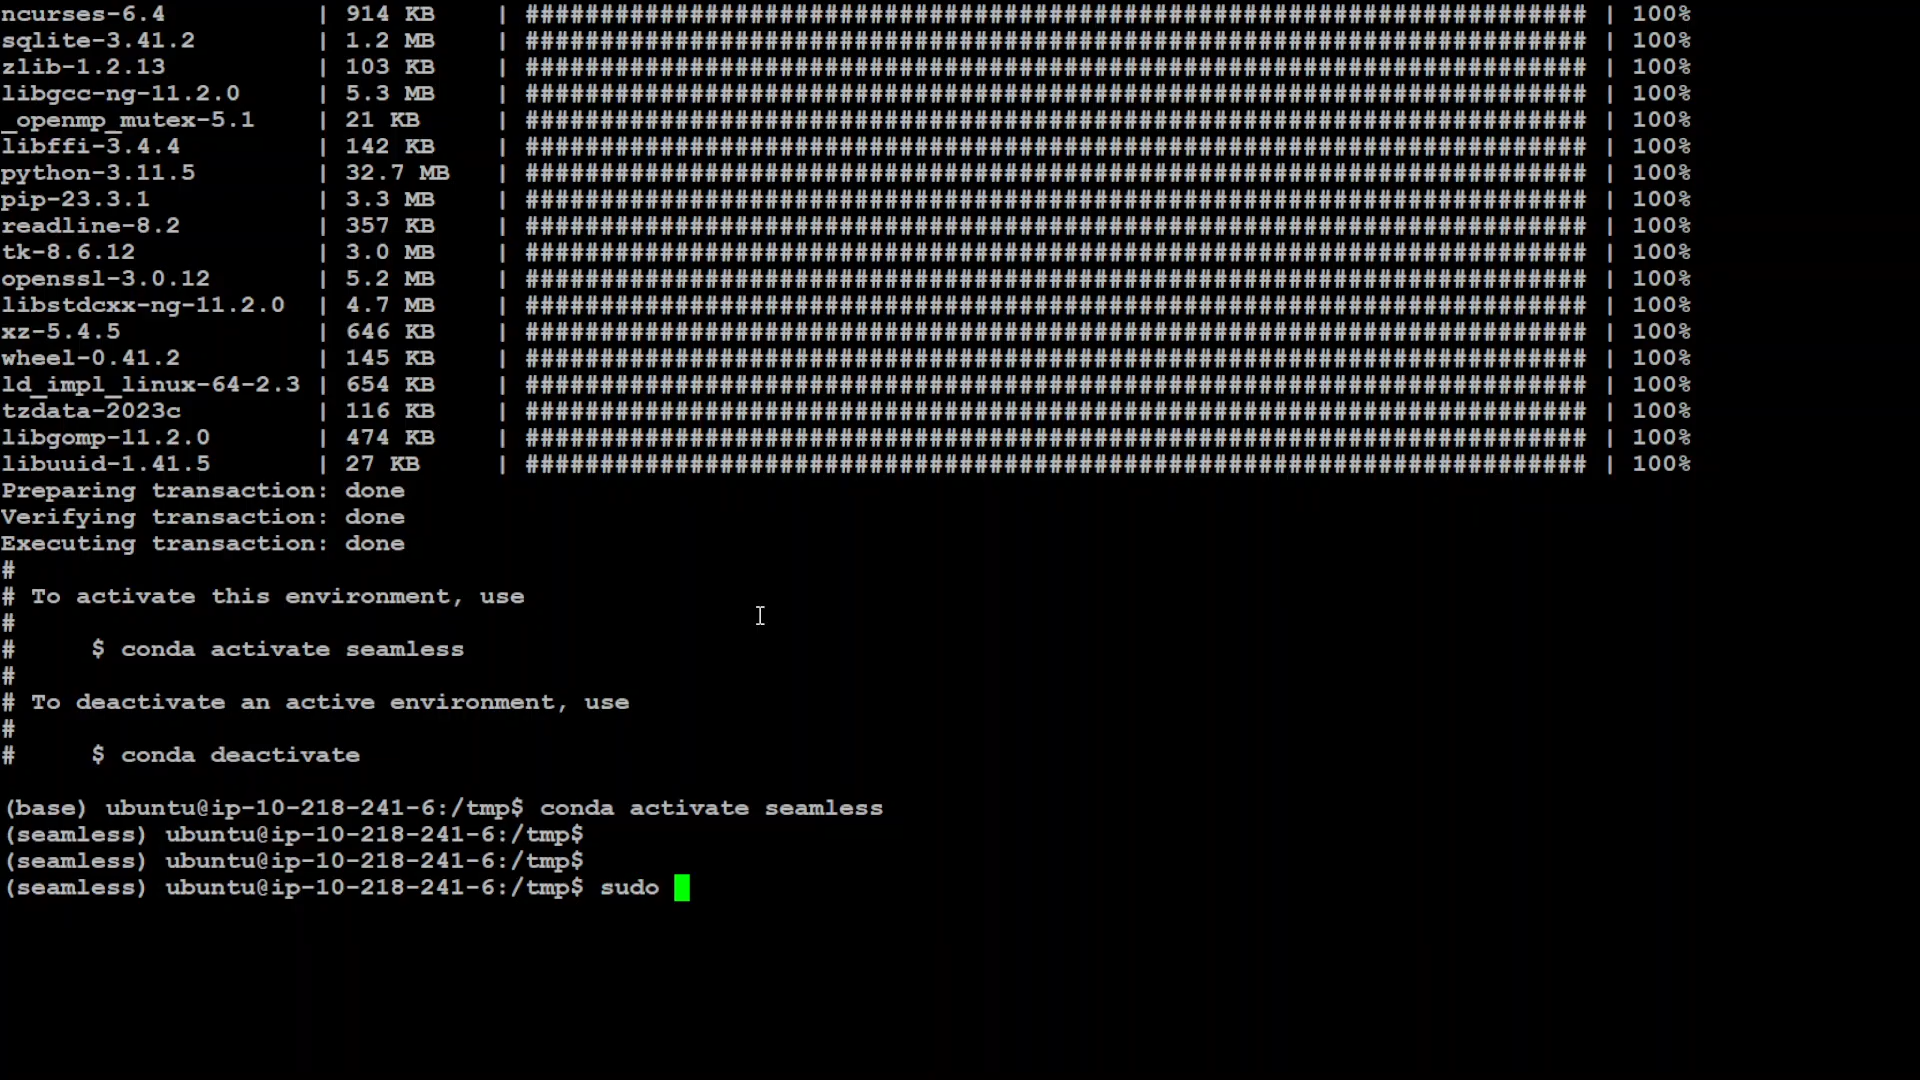 ncurses-6.4          | 914 KB    | ####################################################################### | 100%
sqlite-3.41.2        | 1.2 MB    | ####################################################################### | 100%
zlib-1.2.13          | 103 KB    | ####################################################################### | 100%
libgcc-ng-11.2.0     | 5.3 MB    | ####################################################################### | 100%
_openmp_mutex-5.1    | 21 KB     | ####################################################################### | 100%
libffi-3.4.4         | 142 KB    | ####################################################################### | 100%
python-3.11.5        | 32.7 MB   | ####################################################################### | 100%
pip-23.3.1           | 3.3 MB    | ####################################################################### | 100%
readline-8.2         | 357 KB    | ####################################################################### | 100%
tk-8.6.12            | 3.0 MB    | ####################################################################### | 100%
openssl-3.0.12       | 5.2 MB    | ####################################################################### | 100%
libstdcxx-ng-11.2.0  | 4.7 MB    | ####################################################################### | 100%
xz-5.4.5             | 646 KB    | ####################################################################### | 100%
wheel-0.41.2         | 145 KB    | ####################################################################### | 100%
ld_impl_linux-64-2.3 | 654 KB    | ####################################################################### | 100%
tzdata-2023c         | 116 KB    | ####################################################################### | 100%
libgomp-11.2.0       | 474 KB    | ####################################################################### | 100%
libuuid-1.41.5       | 27 KB     | ####################################################################### | 100%
Preparing transaction: done
Verifying transaction: done
Executing transaction: done
#
# To activate this environment, use
#
#     $ conda activate seamless
#
# To deactivate an active environment, use
#
#     $ conda deactivate
(base) ubuntu@ip-10-218-241-6:/tmp$ conda activate seamless
(seamless) ubuntu@ip-10-218-241-6:/tmp$
(seamless) ubuntu@ip-10-218-241-6:/tmp$
(seamless) ubuntu@ip-10-218-241-6:/tmp$ sudo